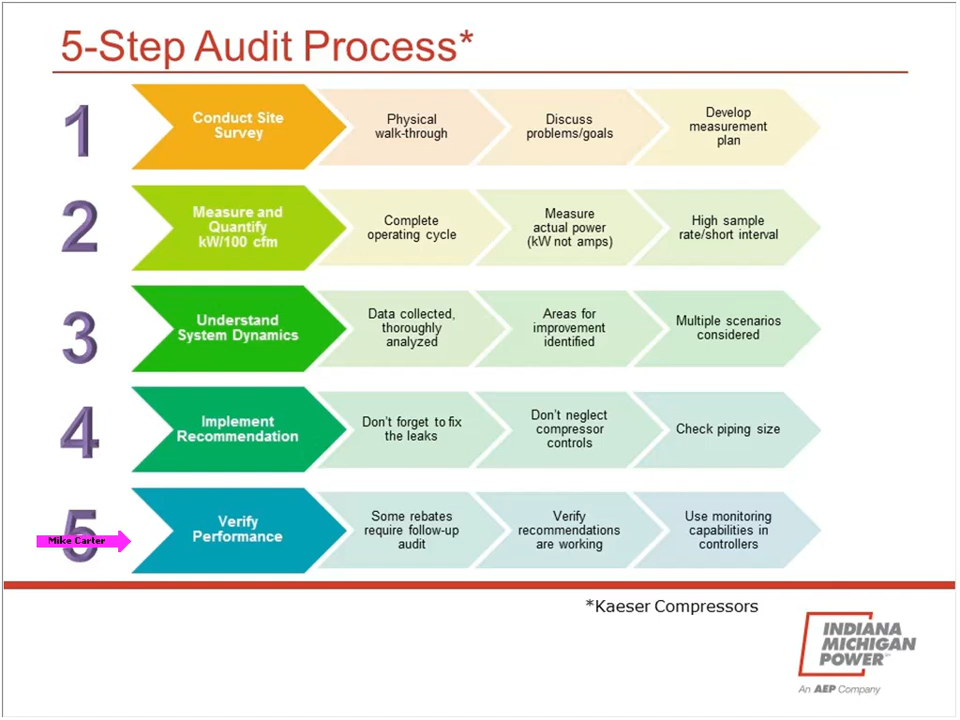 5-Step Audit Process*
1
Conduct Site
Survey
Physical
walk-through
Discuss
problems/goals
Develop
measurement
plan
2
Measure and
Quantify
kW/100 cfm
Complete
operating cycle
Measure
actual power
(kW not amps)
High sample
rate/short interval
3
Understand
System Dynamics
Data collected,
thoroughly
analyzed
Areas for
improvement
identified
Multiple scenarios
considered
4
Implement
Recommendation
Don't forget to fix
the leaks
Don't neglect
compressor
controls
Check piping size
5
Mike Carter
Verify
Performance
Some rebates
require follow-up
audit
Verify
recommendations
are working
Use monitoring
capabilities in
controllers
*Kaeser Compressors
INDIANA
MICHIGAN
POWER
An AEP Company